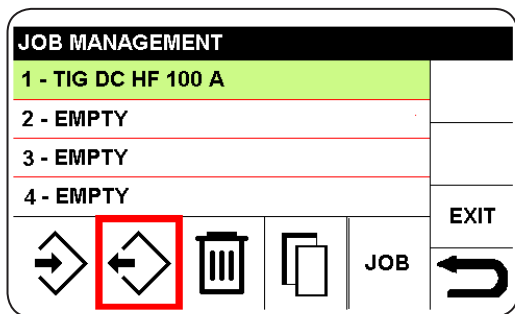 JOB MANAGEMENT
1 - TIG DC HF 100 A
2 - EMPTY
3 - EMPTY
4 - EMPTY
EXIT
JOB